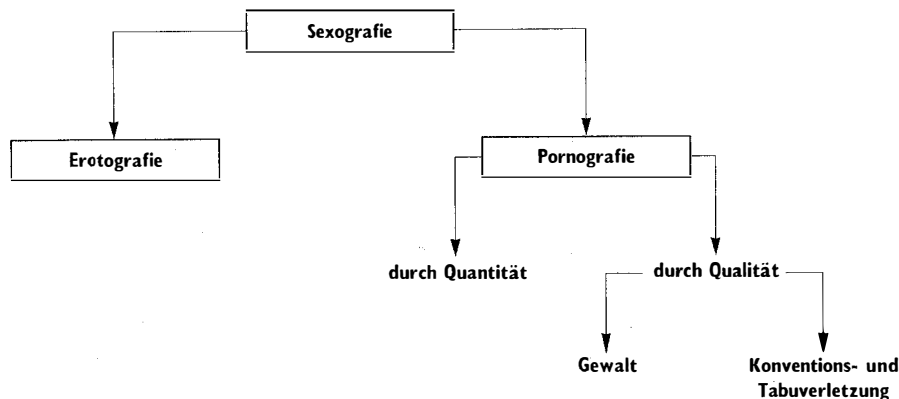 Sexografie
Erotografie
Pornografie
durch Quantität
durch Qualität
Gewalt
Konventions- und
Tabuverletzung